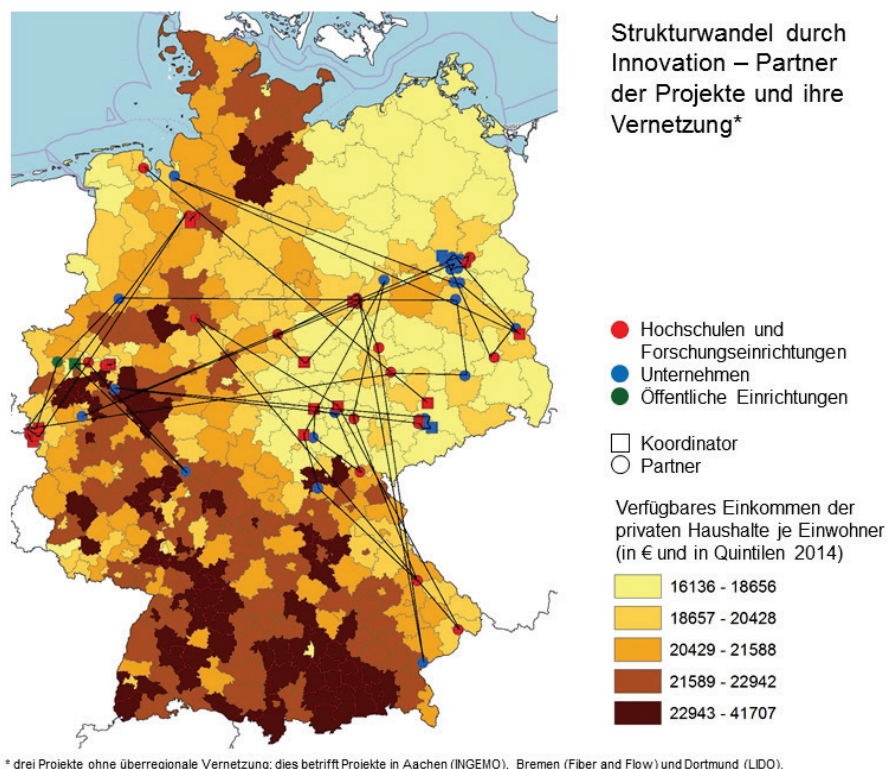 Strukturwandel durch
Innovation – Partner
der Projekte und ihre
Vernetzung*
Hochschulen und
Forschungseinrichtungen
Unternehmen
Öffentliche Einrichtungen
Koordinator
Partner
Verfügbares Einkommen der
privaten Haushalte je Einwohner
(in € und in Quintilen 2014)
16136 - 18656
18657 - 20428
20429 - 21588
21589 - 22942
22943 - 41707
* drei Projekte ohne überregionale Vernetzung: dies betrifft Projekte in Aachen (INGEMO), Bremen (Fiber and Flow) und Dortmund (LIDO).